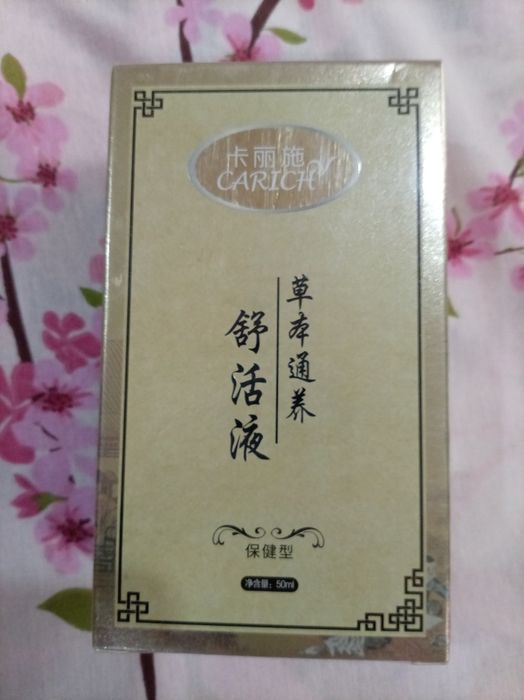 卡丽施
CARICH
草本通养
舒活液
保健型
净含量：50ml